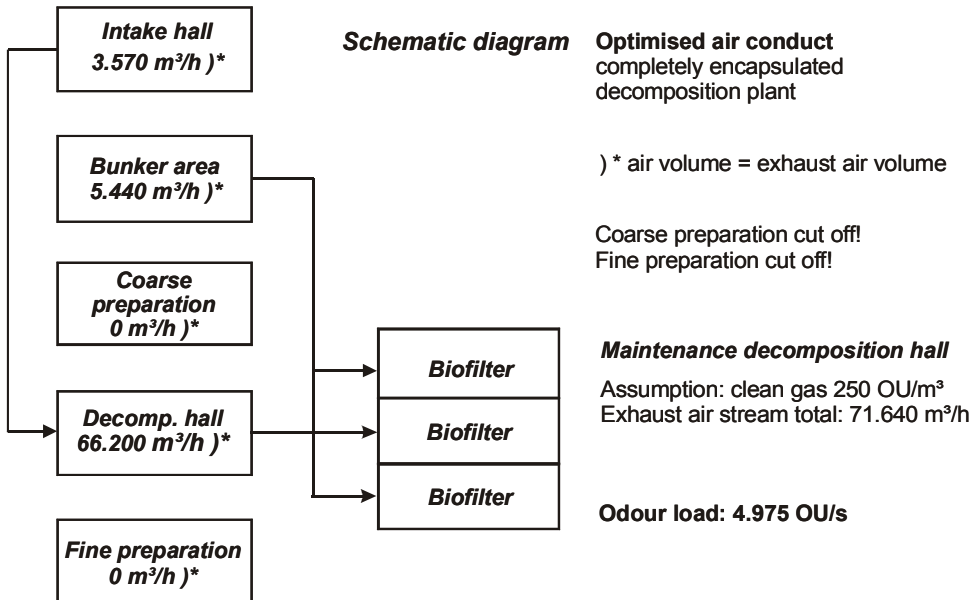 Intake hall
3.570 m³/h )*
Schematic diagram
Optimised air conduct
completely encapsulated
decomposition plant
Bunker area
5.440 m³/h )*
) * air volume = exhaust air volume
Coarse preparation cut off!
Fine preparation cut off!
Coarse
preparation
0 m³/h )*
Biofilter
Maintenance decomposition hall
Assumption: clean gas 250 OU/m³
Exhaust air stream total: 71.640 m³/h
Decomp. hall
66.200 m³/h )*
Biofilter
Biofilter
Odour load: 4.975 OU/s
Fine preparation
0 m³/h )*